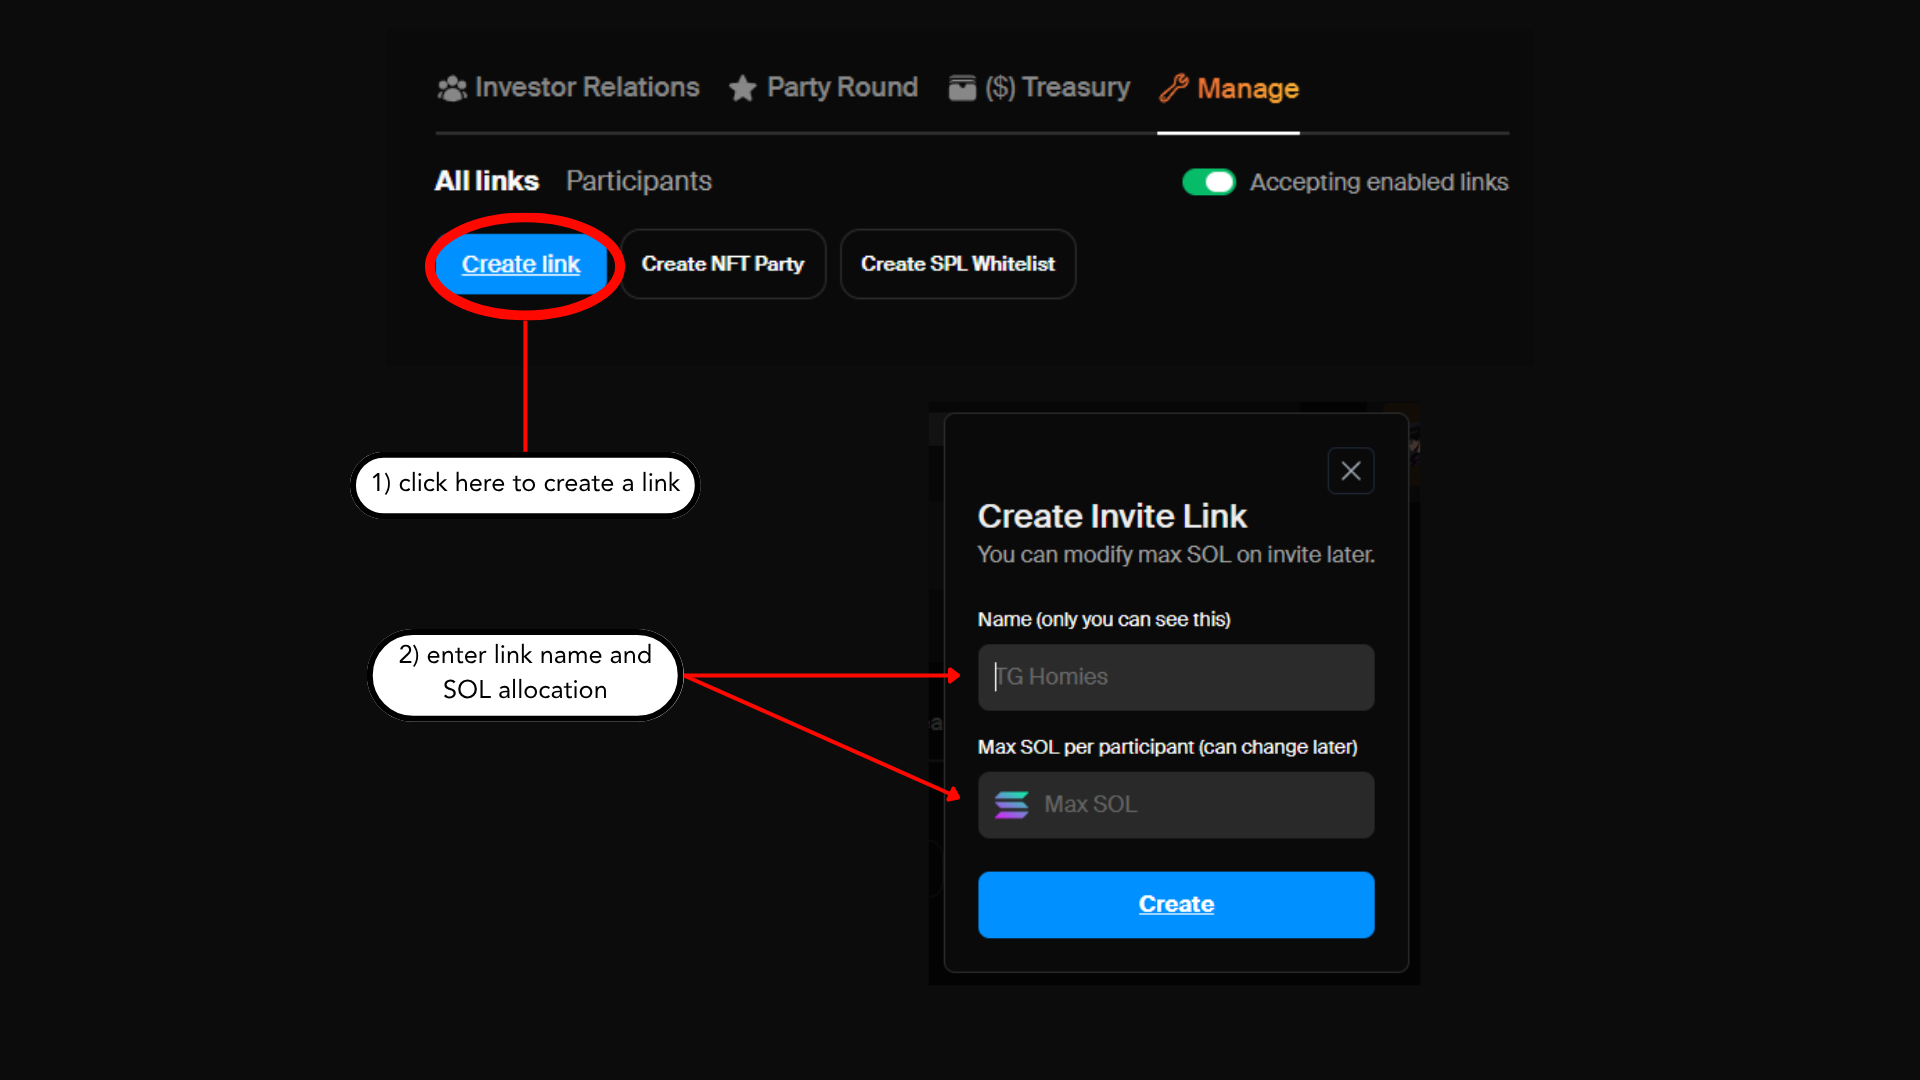 Investor Relations
Party Round
($) Treasury
Manage
All links
Participants
Accepting enabled links
Create link
Create NFT Party
Create SPL Whitelist
1) click here to create a link
Create Invite Link
You can modify max SOL on invite later.
Name (only you can see this)
2) enter link name and
SOL allocation
TG Homies
Max SOL per participant (can change later)
Max SOL
Create